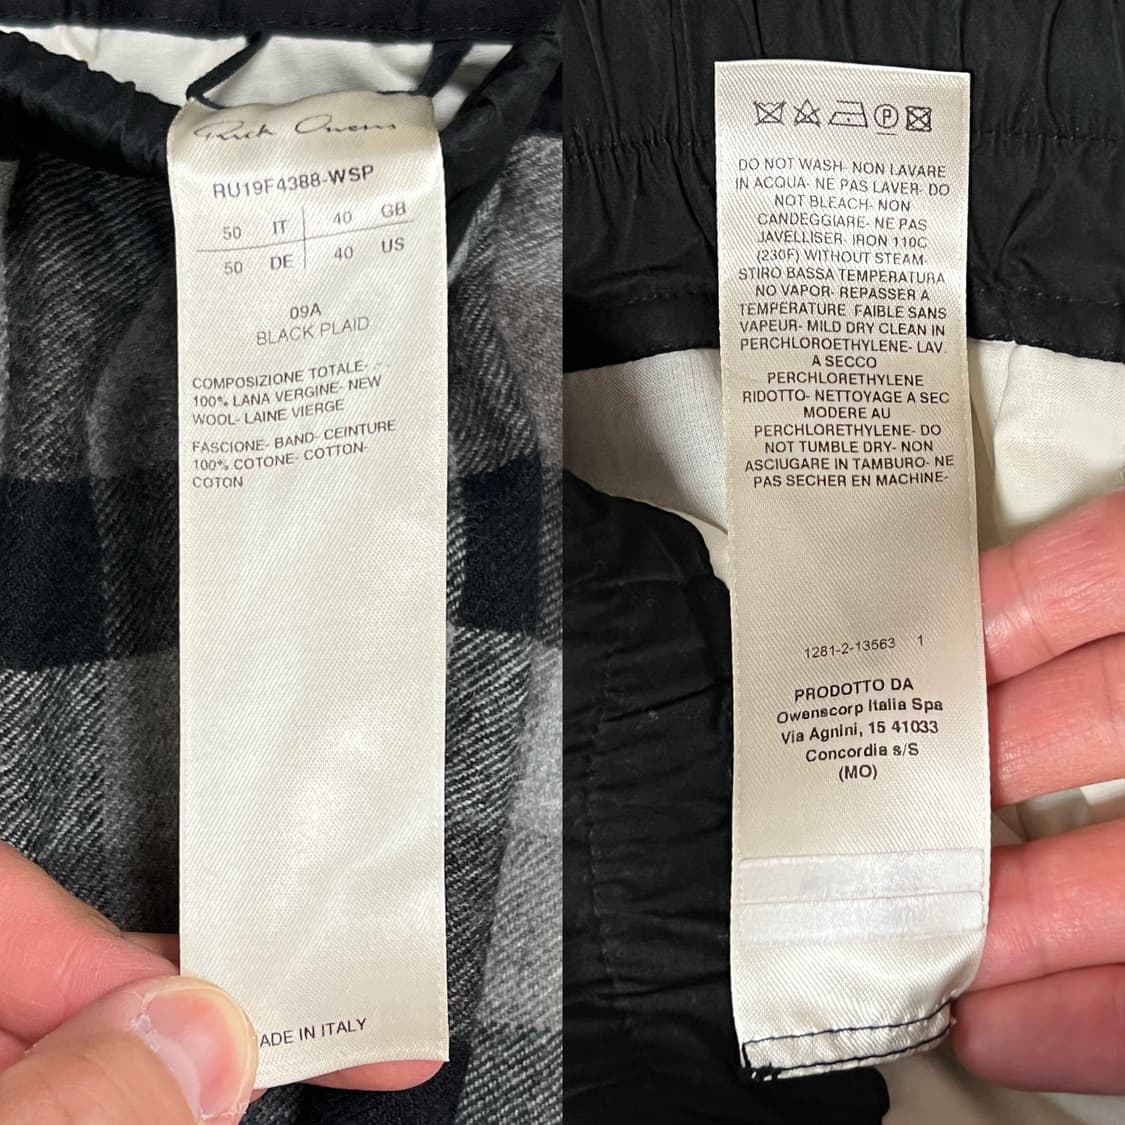 Rick Owens
RU19F4388-WSP
50 IT 40 GB
50 DE 40 US
09A
BLACK PLAID
COMPOSIZIONE TOTALE-
100% LANA VERGINE- NEW
WOOL- LAINE VIERGE
FASCIONE- BAND- CEINTURE
100% COTONE- COTTON-
COTON
ADE IN ITALY
P
DO NOT WASH- NON LAVARE
IN ACQUA- NE PAS LAVER- DO
NOT BLEACH- NON
CANDEGGIARE- NE PAS
JAVELLISER- IRON 110C
(230F) WITHOUT STEAM-
STIRO BASSA TEMPERATURA
NO VAPOR- REPASSER A
TEMPERATURE FAIBLE SANS
VAPEUR- MILD DRY CLEAN IN
PERCHLOROETHYLENE- LAV.
A SECCO
PERCHLORETHYLENE
RIDOTTO- NETTOYAGE A SEC
MODERE AU
PERCHLORETHYLENE- DO
NOT TUMBLE DRY- NON
ASCIUGARE IN TAMBURO- NE
PAS SECHER EN MACHINE-
1281-2-13563 1
PRODOTTO DA
Owenscorp Italia Spa
Via Agnini, 15 41033
Concordia s/S
(MO)